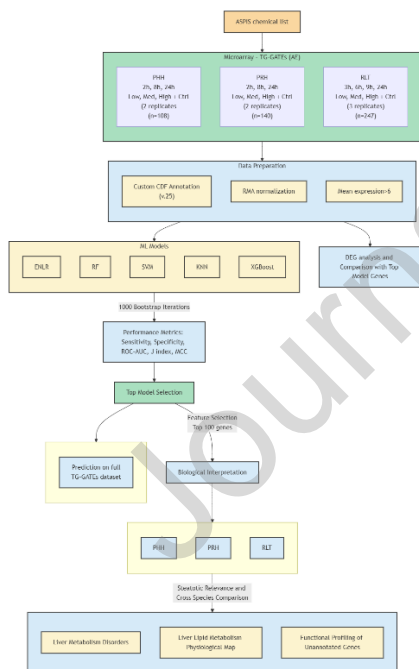 ASPIS chemical list
Microarray - TG-GATEs (AE)
PHH
2h, 8h, 24h
Low, Med, High + Ctrl
(2 replicates)
(n=108)
PRH
2h, 8h, 24h
Low, Med, High + Ctrl
(2 replicates)
(n=140)
RLT
3h, 6h, 9h, 24h
Low, Med, High + Ctrl
(3 replicates)
(n=247)
Data Preparation
Custom CDF Annotation
(<25)
RMA normalization
Mean expression>6
ML Models
ENLR
RF
SVM
KNN
XGBoost
DEG analysis and
Comparison with Top
Model Genes
1000 Bootstrap Iterations
Performance Metrics:
Sensitivity, Specificity,
ROC-AUC, J Index, MCC
Top Model Selection
Feature Selection
Top 100 genes
Prediction on full
TG-GATEs dataset
Biological Interpretation
PHH
PRH
RLT
Steatotic Relevance and
Cross Species Comparison
Liver Metabolism Disorders
Liver Lipid Metabolism
Physiological Map
Functional Profiling of
Unannotated Genes
Journ